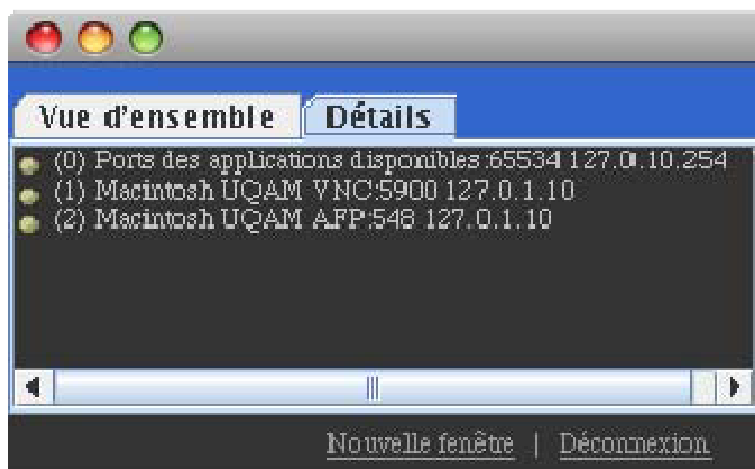 Vue d'ensemble Détails
(0) Ports des applications disponibles:65534 127.0.10.254
(1) Macintosh UQAM VNC:5900 127.0.1.10
(2) Macintosh UQAM AFP:548 127.0.1.10
Nouvelle fenêtre | Déconnexion